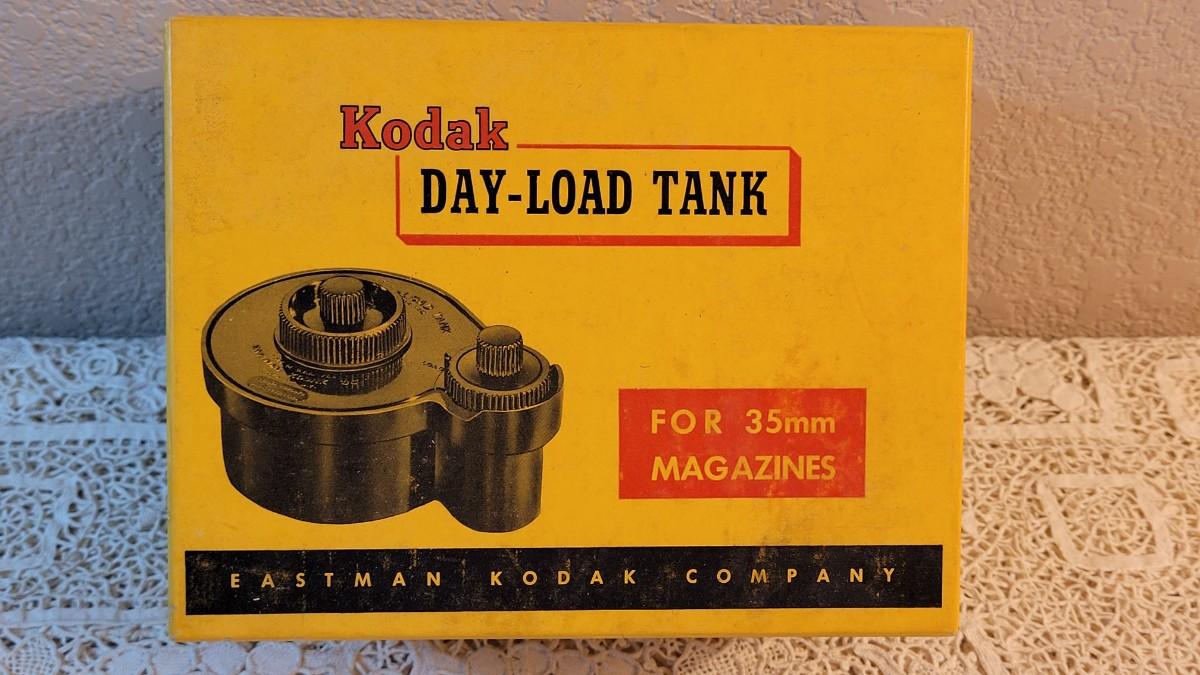 Kodak
DAY-LOAD TANK
FOR 35mm
MAGAZINES
EASTMAN KODAK COMPANY